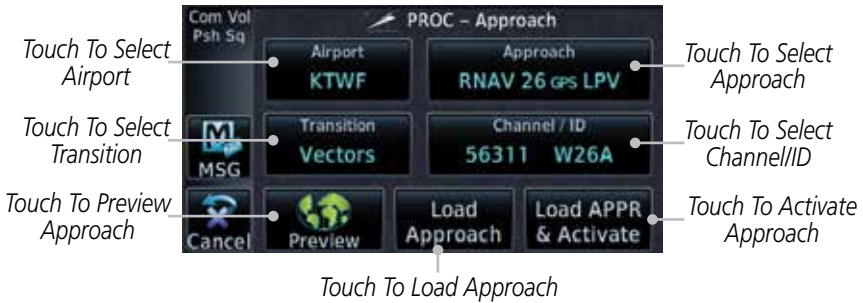 Com Vol
Psh Sq
PROC – Approach
Touch To Select
Airport
Airport
KTWF
Approach
RNAV 26 GPS LPV
Touch To Select
Approach
Touch To Select
Transition
MSG
Transition
Vectors
Channel / ID
56311 W26A
Touch To Select
Channel/ID
Touch To Preview
Approach
Cancel
Preview
Load
Approach
Load APPR
& Activate
Touch To Activate
Approach
Touch To Load Approach